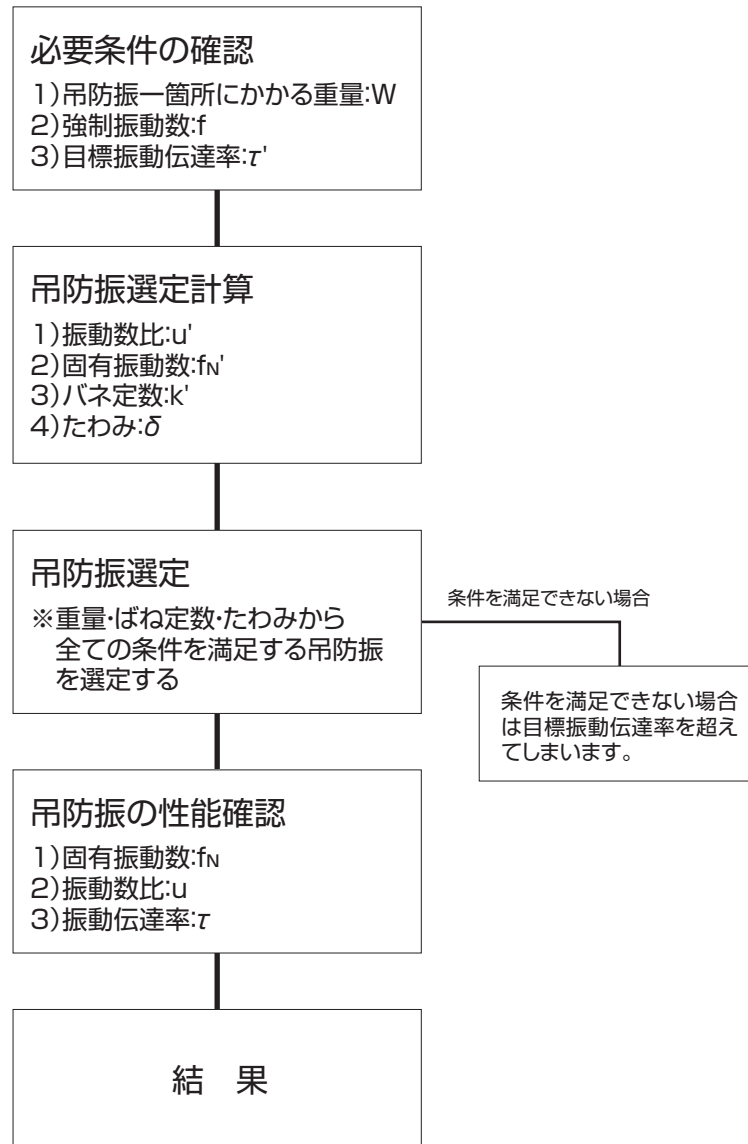 必要条件の確認
1)吊防振一箇所にかかる重量:W
2)強制振動数:f
3)目標振動伝達率:τ'
吊防振選定計算
1)振動数比:u'
2)固有振動数:fN'
3)バネ定数:k'
4)たわみ:δ
吊防振選定
※重量・ばね定数・たわみから
全ての条件を満足する吊防振
を選定する
条件を満足できない場合
条件を満足できない場合
は目標振動伝達率を超え
てしまいます。
吊防振の性能確認
1)固有振動数:fN
2)振動数比:u
3)振動伝達率:τ
結 果